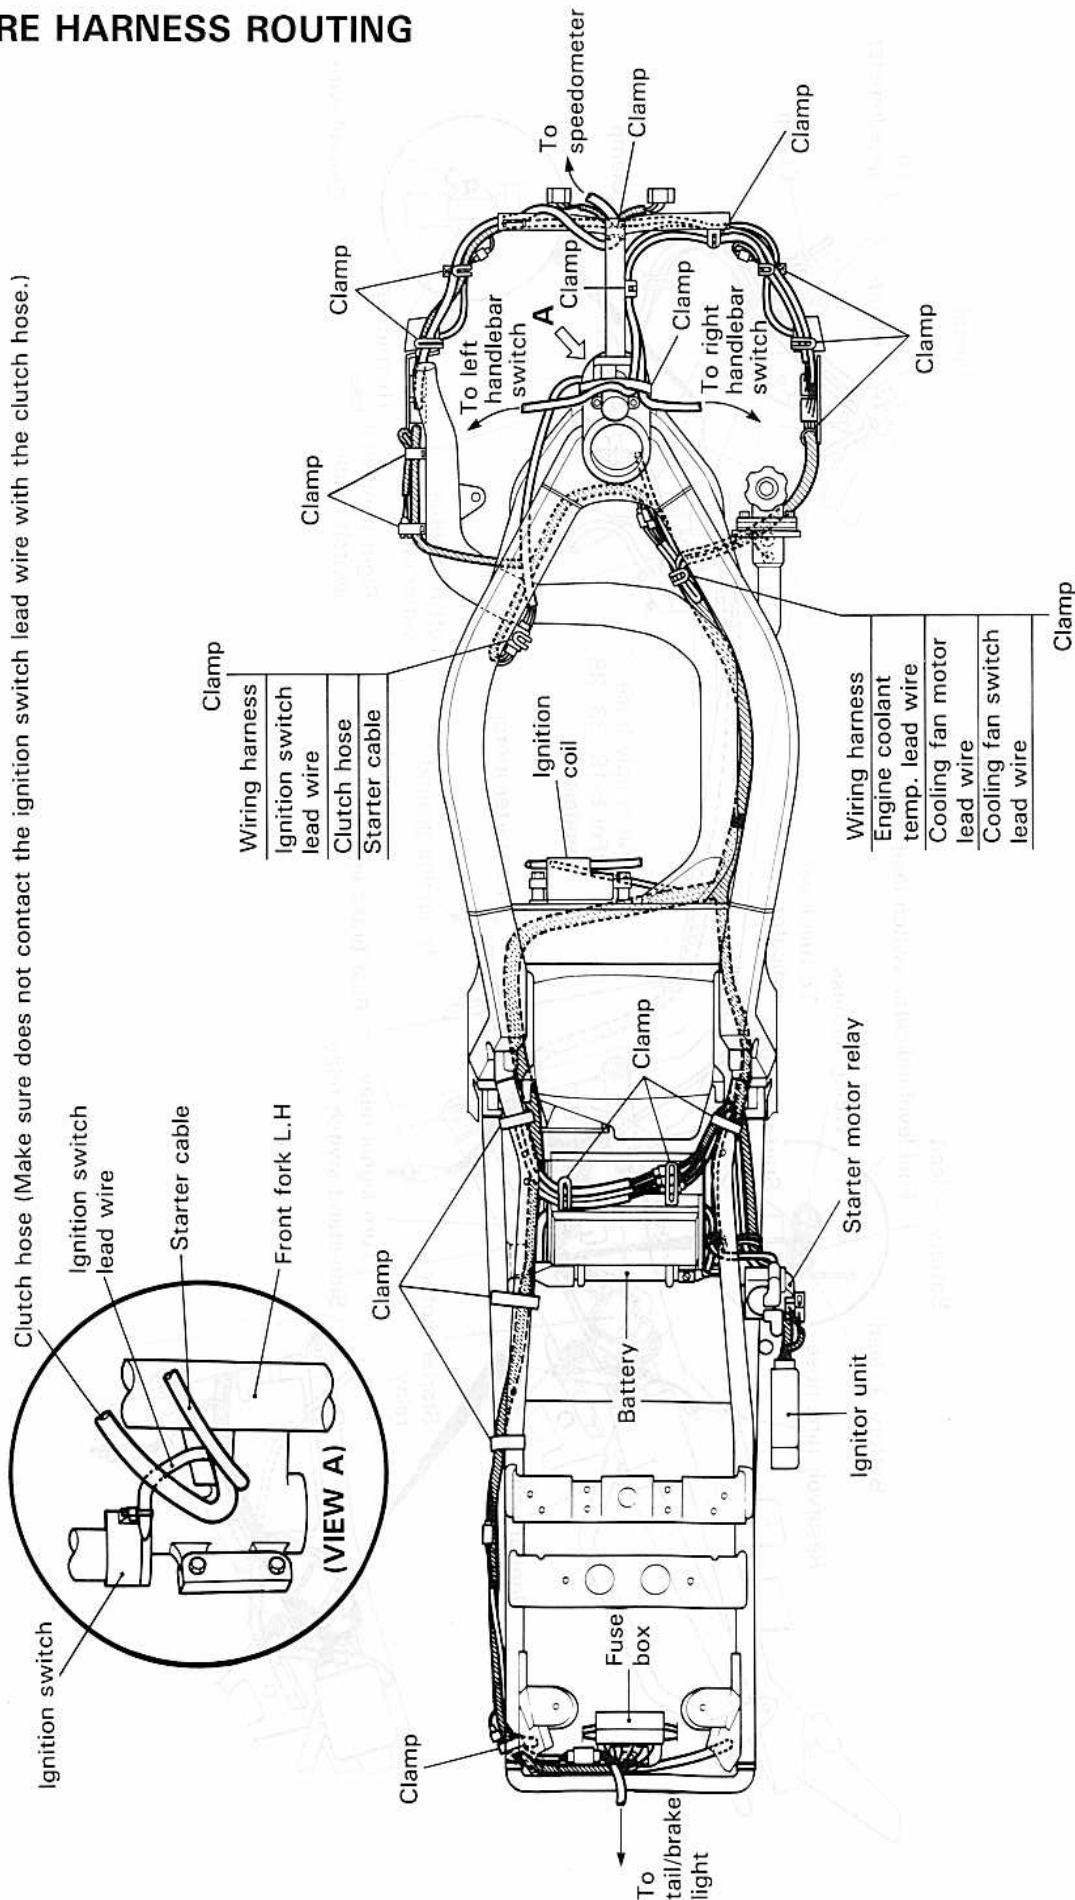 RE HARNESS ROUTING
Clutch hose (Make sure does not contact the ignition switch lead wire with the clutch hose.)
Ignition switch
lead wire
Starter cable
Front fork L.H
Ignition switch
(VIEW A)
Clamp
Wiring harness
Ignition switch
lead wire
Clutch hose
Starter cable
Clamp
Clamp
To
speedometer
Clamp
Clamp
Clamp
A
Clamp
To left
handlebar
switch
To right
handlebar
switch
Clamp
Ignition
coil
Wiring harness
Engine coolant
temp. lead wire
Cooling fan motor
lead wire
Cooling fan switch
lead wire
Clamp
Clamp
Clamp
Starter motor relay
Battery
Ignitor unit
Fuse
box
Clamp
To
tail/brake
light